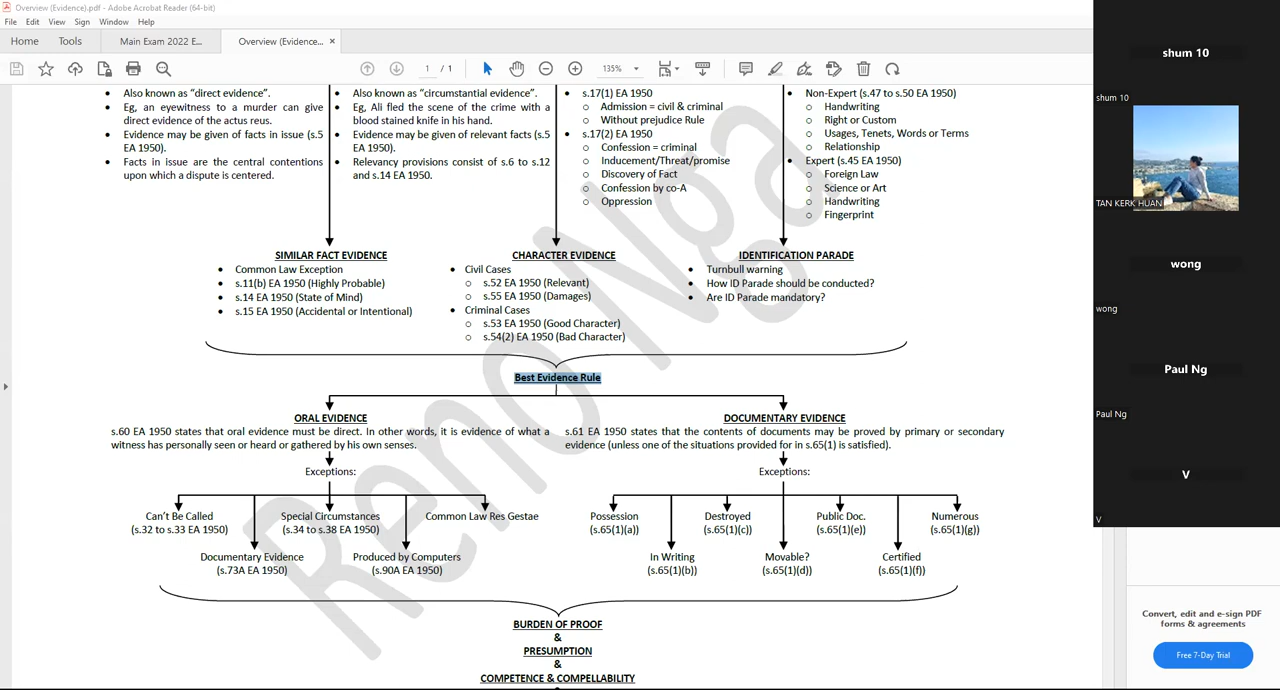 Overview (Evidence).pdf - Adobe Acrobat Reader (64-bit)
File Edit View Sign Window Help
Home Tools Main Exam 2022 E... Overview (Evidence... ×
1 / 1 135%
• Also known as “direct evidence”.
• Eg, an eyewitness to a murder can give
direct evidence of the actus reus.
• Evidence may be given of facts in issue (s.5
EA 1950).
• Facts in issue are the central contentions
upon which a dispute is centered.
• Also known as “circumstantial evidence”.
• Eg, Ali fled the scene of the crime with a
blood stained knife in his hand.
• Evidence may be given of relevant facts (s.5
EA 1950).
• Relevancy provisions consist of s.6 to s.12
and s.14 EA 1950.
• s.17(1) EA 1950
o Admission = civil & criminal
o Without prejudice Rule
• s.17(2) EA 1950
o Confession = criminal
o Inducement/Threat/promise
o Discovery of Fact
o Confession by co-A
o Oppression
• Non-Expert (s.47 to s.50 EA 1950)
o Handwriting
o Right or Custom
o Usages, Tenets, Words or Terms
o Relationship
• Expert (s.45 EA 1950)
o Foreign Law
o Science or Art
o Handwriting
o Fingerprint
SIMILAR FACT EVIDENCE
• Common Law Exception
• s.11(b) EA 1950 (Highly Probable)
• s.14 EA 1950 (State of Mind)
• s.15 EA 1950 (Accidental or Intentional)
CHARACTER EVIDENCE
• Civil Cases
o s.52 EA 1950 (Relevant)
o s.55 EA 1950 (Damages)
• Criminal Cases
o s.53 EA 1950 (Good Character)
o s.54(2) EA 1950 (Bad Character)
IDENTIFICATION PARADE
• Turnbull warning
• How ID Parade should be conducted?
• Are ID Parade mandatory?
Best Evidence Rule
ORAL EVIDENCE
s.60 EA 1950 states that oral evidence must be direct. In other words, it is evidence of what a
witness has personally seen or heard or gathered by his own senses.
Exceptions:
Can’t Be Called
(s.32 to s.33 EA 1950)
Special Circumstances
(s.34 to s.38 EA 1950)
Common Law Res Gestae
Documentary Evidence
(s.73A EA 1950)
Produced by Computers
(s.90A EA 1950)
DOCUMENTARY EVIDENCE
s.61 EA 1950 states that the contents of documents may be proved by primary or secondary
evidence (unless one of the situations provided for in s.65(1) is satisfied).
Exceptions:
Possession
(s.65(1)(a))
Destroyed
(s.65(1)(c))
Public Doc.
(s.65(1)(e))
Numerous
(s.65(1)(g))
In Writing
(s.65(1)(b))
Movable?
(s.65(1)(d))
Certified
(s.65(1)(f))
BURDEN OF PROOF
&
PRESUMPTION
&
COMPETENCE & COMPELLABILITY
Reno Nga
shum 10
shum 10
TAN KERK HUAN
wong
wong
Paul Ng
Paul Ng
V
V
Convert, edit and e-sign PDF
forms & agreements
Free 7-Day Trial